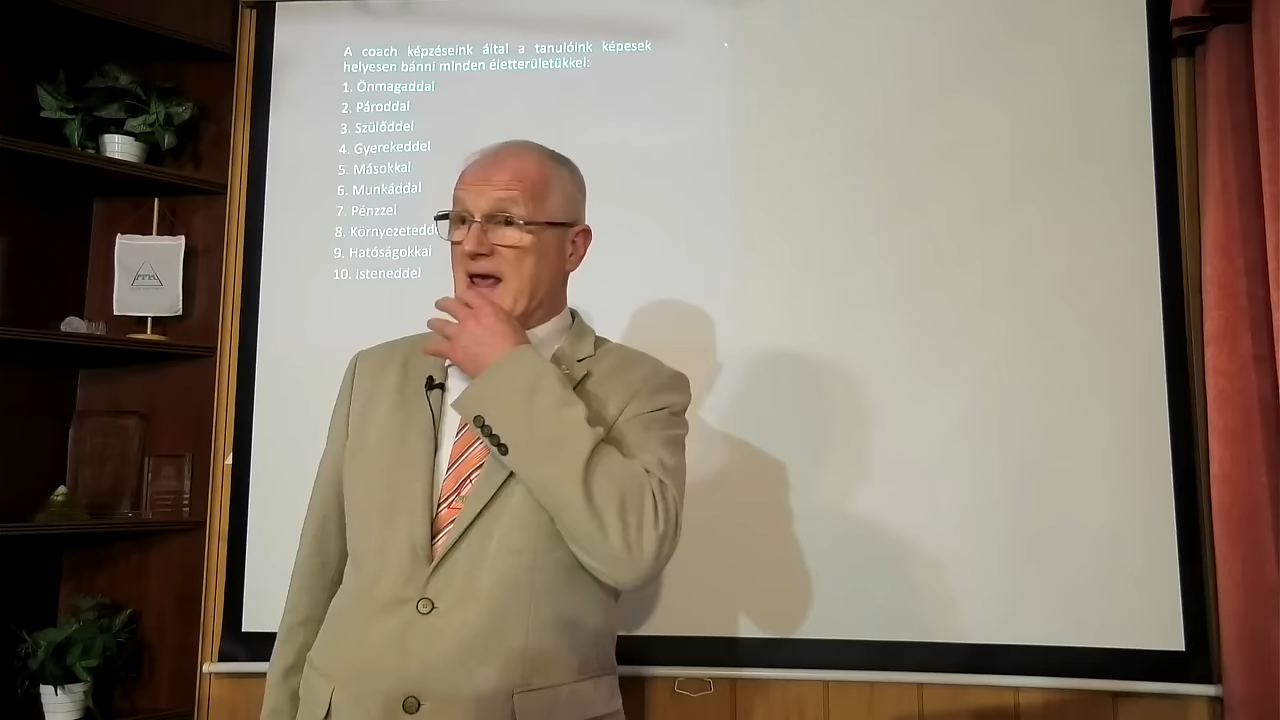 A coach képzéseink által a tanulóink képesek
helyesen bánni minden életterületükkel:
1. Önmagaddal
2. Pároddal
3. Szülőddel
4. Gyerekeddel
5. Másokkal
6. Munkáddal
7. Pénzzel
8. Környezetedd
9. Hatóságokkal
10. Isteneddel